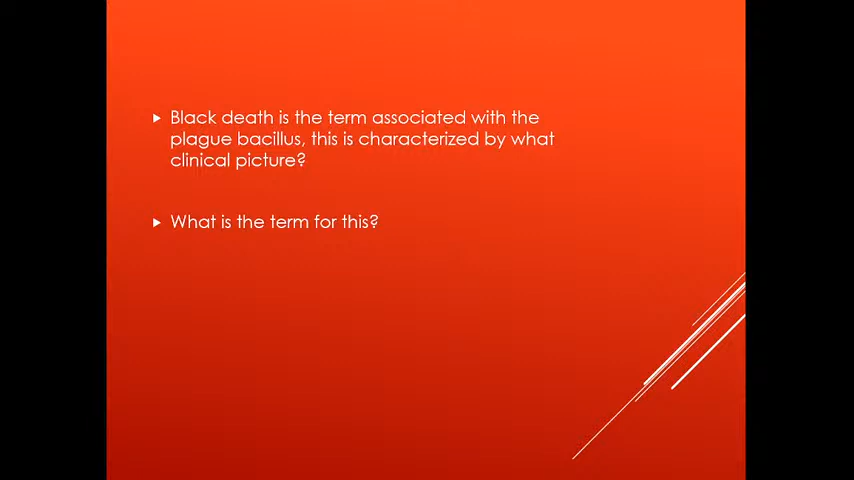 Black death is the term associated with the
plague bacillus, this is characterized by what
clinical picture?
What is the term for this?